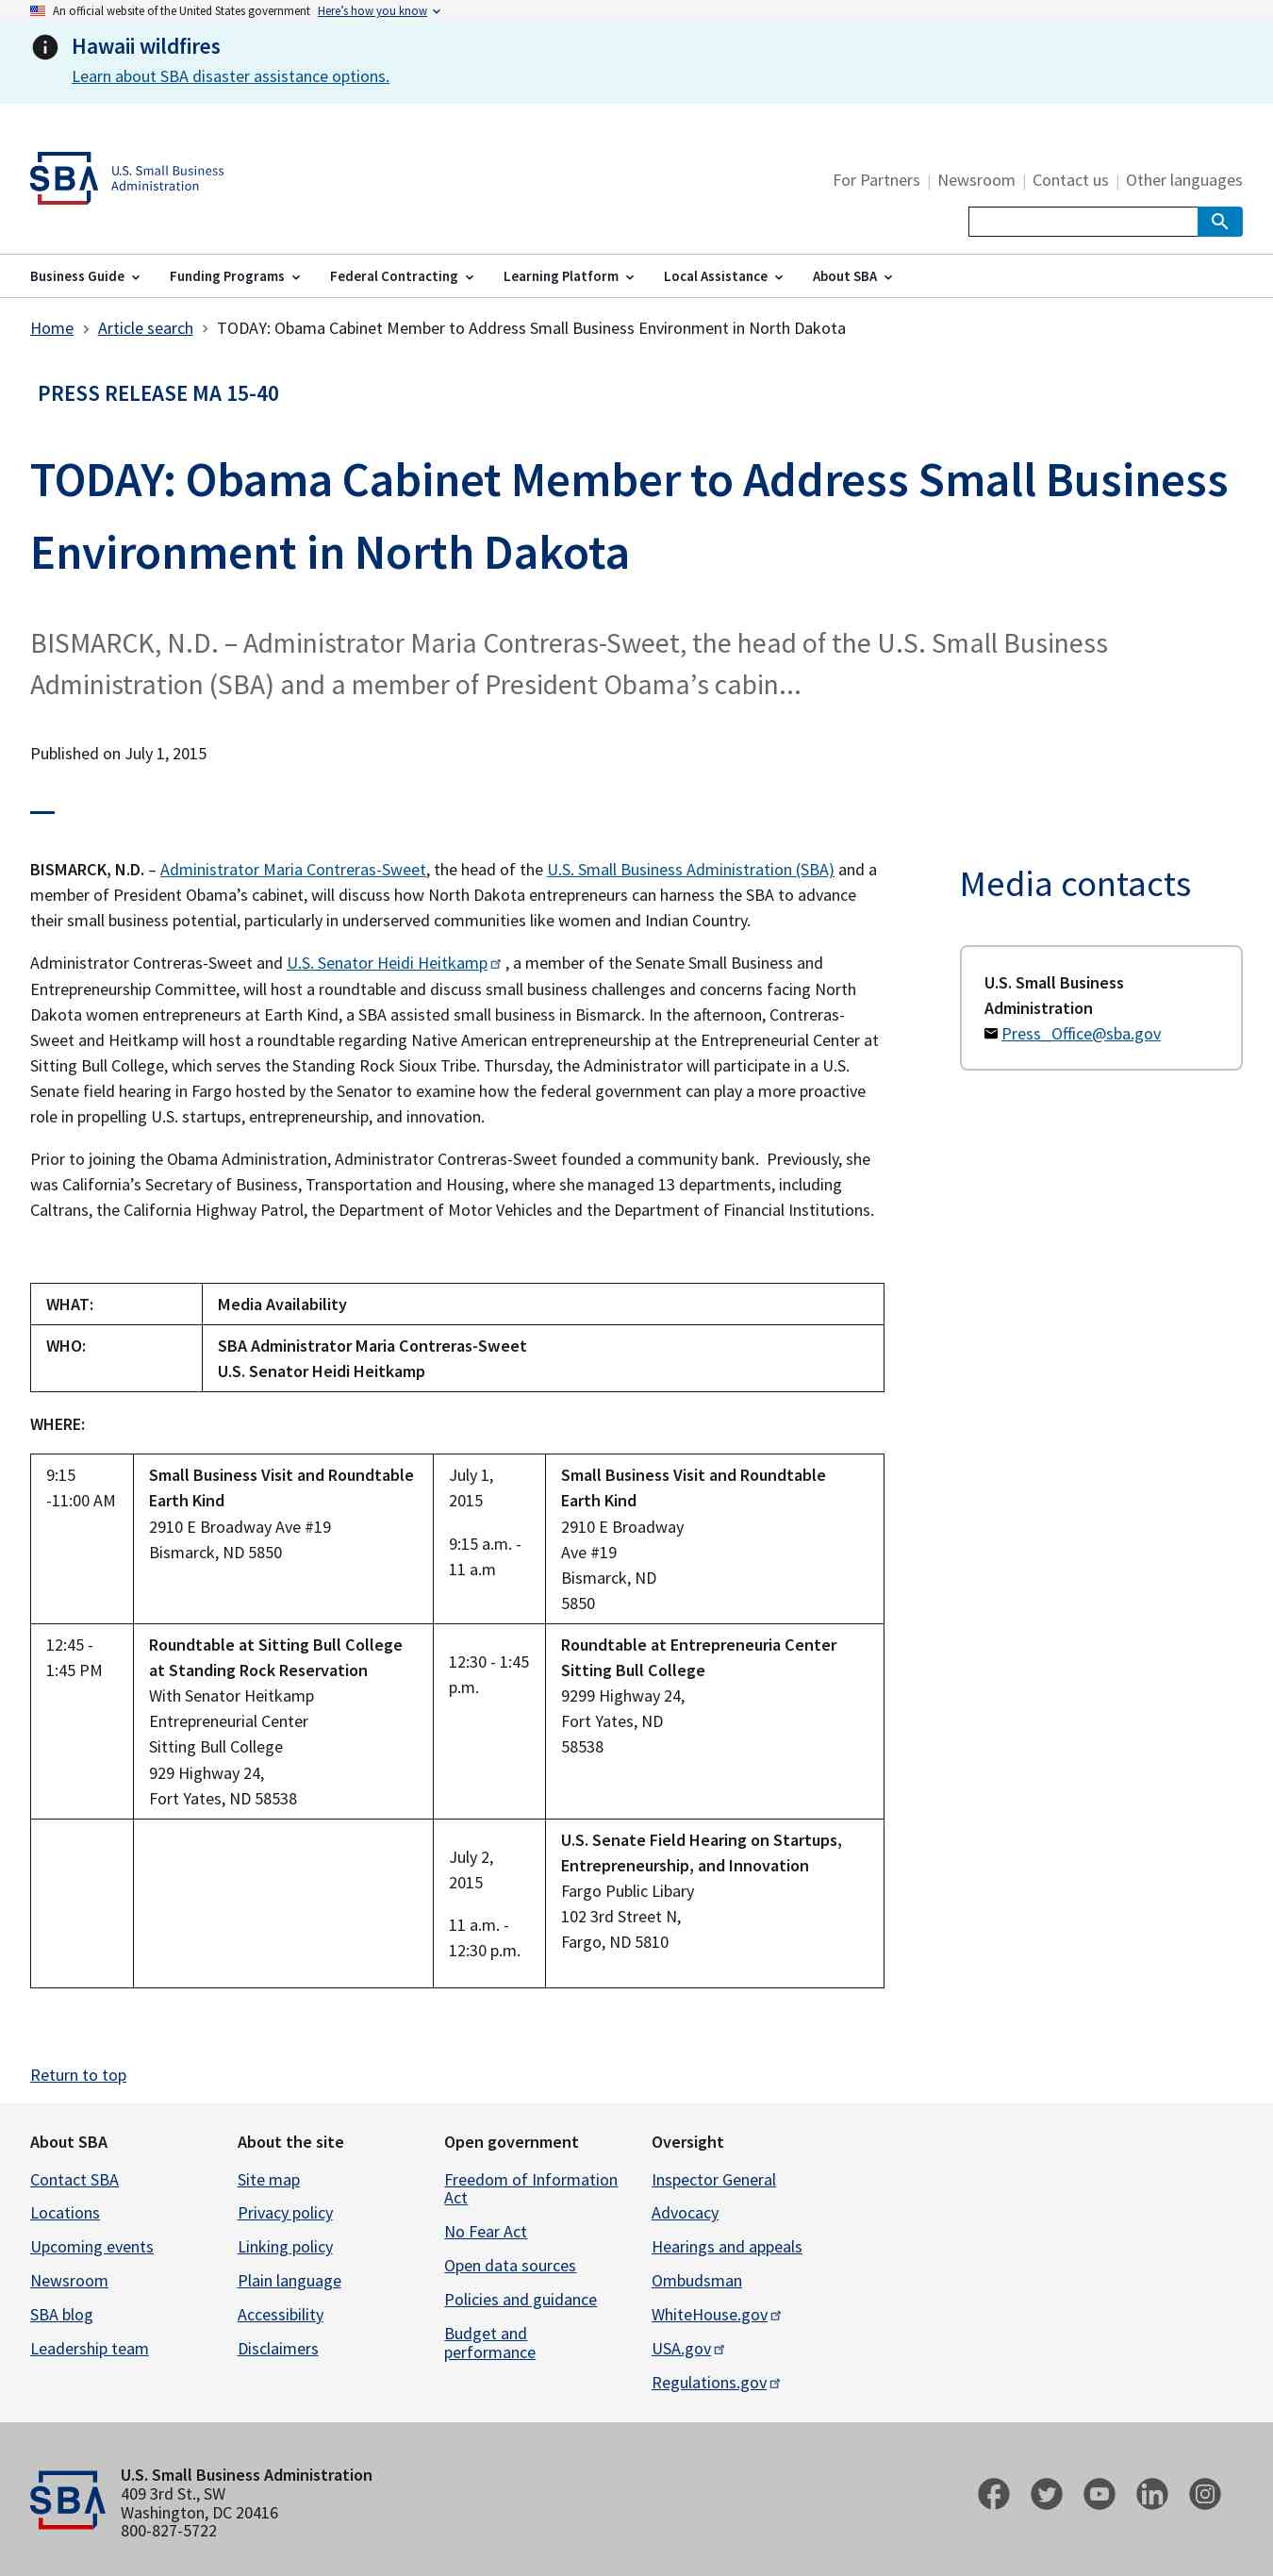 An official website of the United States government Here’s how you know
Hawaii wildfires
Learn about SBA disaster assistance options.
SBA
U.S. Small Business
Administration
For Partners | Newsroom | Contact us | Other languages
Business Guide
Funding Programs
Federal Contracting
Learning Platform
Local Assistance
About SBA
Home > Article search > TODAY: Obama Cabinet Member to Address Small Business Environment in North Dakota
PRESS RELEASE MA 15-40
TODAY: Obama Cabinet Member to Address Small Business
Environment in North Dakota
BISMARCK, N.D. – Administrator Maria Contreras-Sweet, the head of the U.S. Small Business
Administration (SBA) and a member of President Obama’s cabin...
Published on July 1, 2015
BISMARCK, N.D. – Administrator Maria Contreras-Sweet, the head of the U.S. Small Business Administration (SBA) and a
member of President Obama’s cabinet, will discuss how North Dakota entrepreneurs can harness the SBA to advance
their small business potential, particularly in underserved communities like women and Indian Country.
Administrator Contreras-Sweet and U.S. Senator Heidi Heitkamp , a member of the Senate Small Business and
Entrepreneurship Committee, will host a roundtable and discuss small business challenges and concerns facing North
Dakota women entrepreneurs at Earth Kind, a SBA assisted small business in Bismarck. In the afternoon, Contreras-
Sweet and Heitkamp will host a roundtable regarding Native American entrepreneurship at the Entrepreneurial Center at
Sitting Bull College, which serves the Standing Rock Sioux Tribe. Thursday, the Administrator will participate in a U.S.
Senate field hearing in Fargo hosted by the Senator to examine how the federal government can play a more proactive
role in propelling U.S. startups, entrepreneurship, and innovation.
Prior to joining the Obama Administration, Administrator Contreras-Sweet founded a community bank.  Previously, she
was California’s Secretary of Business, Transportation and Housing, where she managed 13 departments, including
Caltrans, the California Highway Patrol, the Department of Motor Vehicles and the Department of Financial Institutions.
Media contacts
U.S. Small Business
Administration
Press_Office@sba.gov
WHAT:
Media Availability
WHO:
SBA Administrator Maria Contreras-Sweet
U.S. Senator Heidi Heitkamp
WHERE:
9:15
-11:00 AM
Small Business Visit and Roundtable
Earth Kind
2910 E Broadway Ave #19
Bismarck, ND 5850
July 1,
2015
9:15 a.m. -
11 a.m
Small Business Visit and Roundtable
Earth Kind
2910 E Broadway
Ave #19
Bismarck, ND
5850
12:45 -
1:45 PM
Roundtable at Sitting Bull College
at Standing Rock Reservation
With Senator Heitkamp
Entrepreneurial Center
Sitting Bull College
929 Highway 24,
Fort Yates, ND 58538
12:30 - 1:45
p.m.
Roundtable at Entrepreneuria Center
Sitting Bull College
9299 Highway 24,
Fort Yates, ND
58538
July 2,
2015
11 a.m. -
12:30 p.m.
U.S. Senate Field Hearing on Startups,
Entrepreneurship, and Innovation
Fargo Public Libary
102 3rd Street N,
Fargo, ND 5810
Return to top
About SBA
Contact SBA
Locations
Upcoming events
Newsroom
SBA blog
Leadership team
About the site
Site map
Privacy policy
Linking policy
Plain language
Accessibility
Disclaimers
Open government
Freedom of Information
Act
No Fear Act
Open data sources
Policies and guidance
Budget and
performance
Oversight
Inspector General
Advocacy
Hearings and appeals
Ombudsman
WhiteHouse.gov
USA.gov
Regulations.gov
SBA
U.S. Small Business Administration
409 3rd St., SW
Washington, DC 20416
800-827-5722